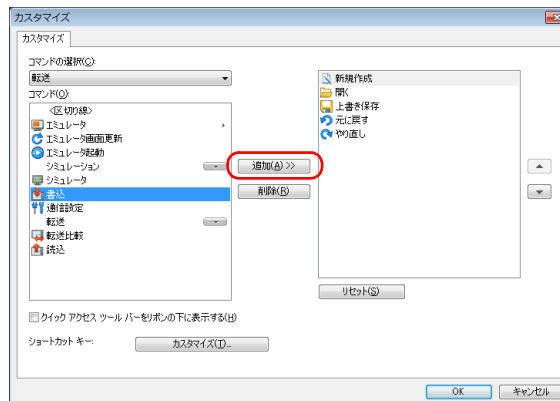 カスタマイズ
カスタマイズ
コマンドの選択(C):
転送
コマンド(O):
<区切り線>
エミュレータ
エミュレータ画面更新
エミュレータ起動
シミュレーション
シミュレータ
書込
通信設定
転送
転送比較
読込
追加(A) >>
削除(R)
新規作成
開く
上書き保存
元に戻す
やり直し
リセット(S)
クイック アクセス ツール バーをリボンの下に表示する(H)
ショートカット キー:
カスタマイズ(T)...
OK
キャンセル